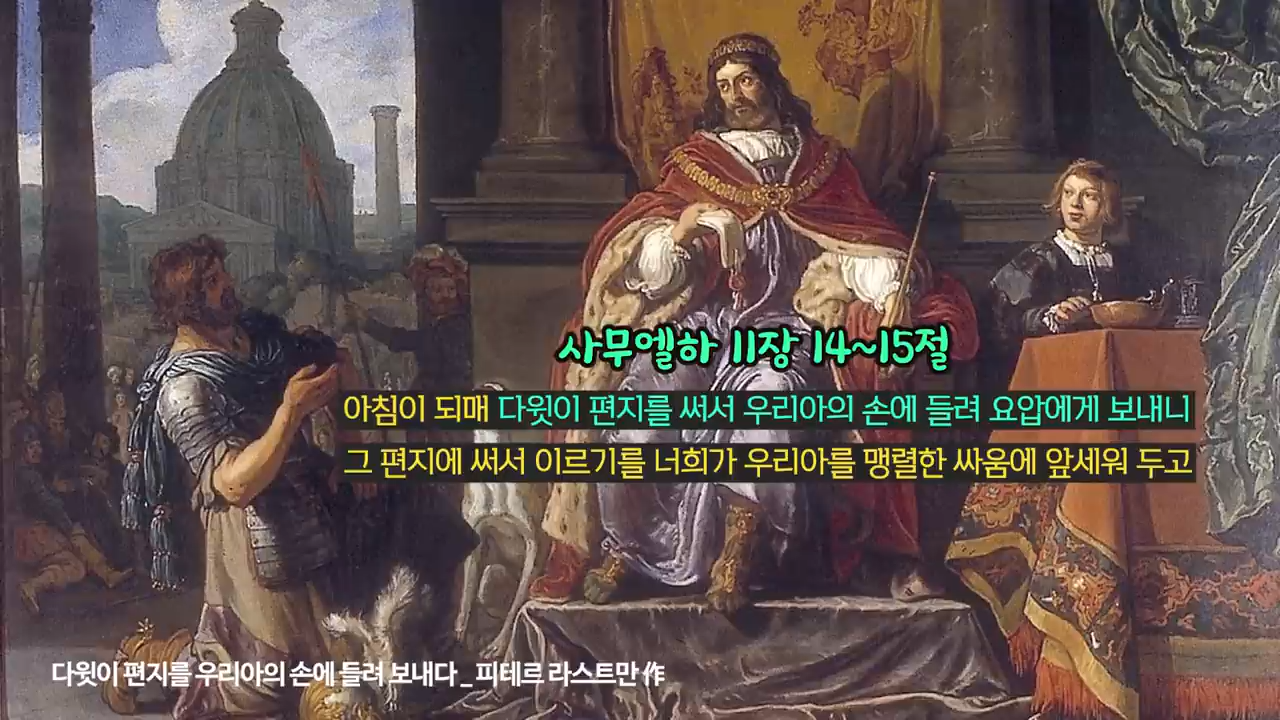 사무엘하 11장 14~15절
아침이 되매 다윗이 편지를 써서 우리아의 손에 들려 요압에게 보내니
그 편지에 써서 이르기를 너희가 우리아를 맹렬한 싸움에 앞세워 두고
다윗이 편지를 우리아의 손에 들려 보내다 _ 피테르 라스트만 作